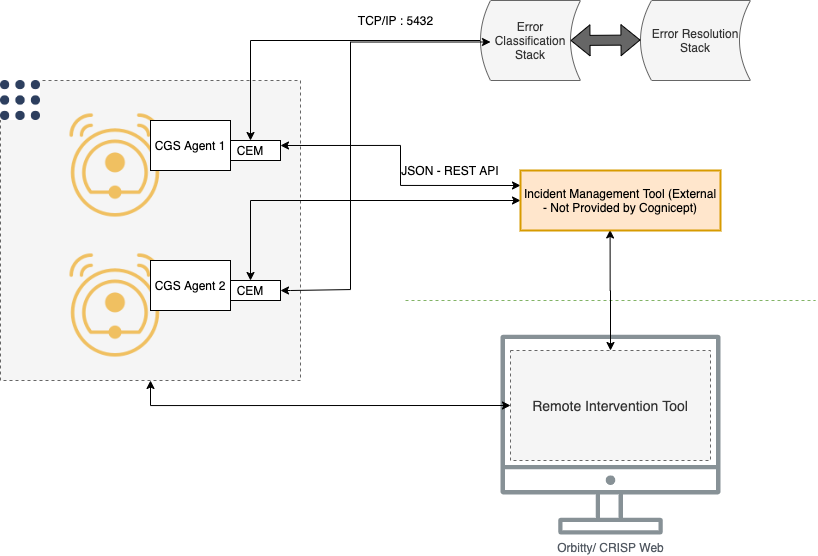 TCP/IP : 5432
Error
Classification
Stack
Error Resolution
Stack
CGS Agent 1
CEM
JSON - REST API
Incident Management Tool (External
- Not Provided by Cognicept)
CGS Agent 2
CEM
Remote Intervention Tool
Orbitty/ CRISP Web